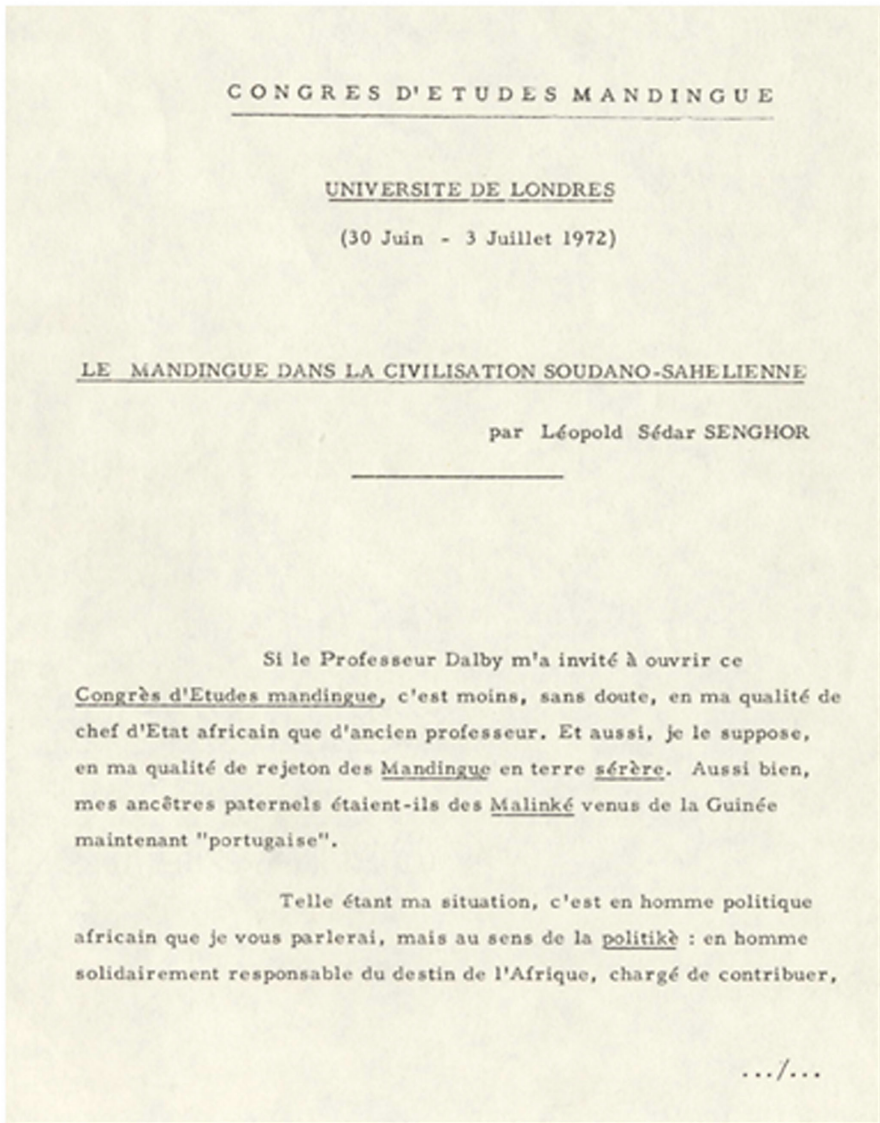 CONGRES D'ETUDES MANDINGUE
UNIVERSITE DE LONDRES
(30 Juin - 3 Juillet 1972)
LE MANDINGUE DANS LA CIVILISATION SOUDANO-SAHELIENNE
par Léopold Sédar SENGHOR
Si le Professeur Dalby m'a invité à ouvrir ce
Congrès d'Etudes mandingue, c'est moins, sans doute, en ma qualité de
chef d'Etat africain que d'ancien professeur. Et aussi, je le suppose,
en ma qualité de rejeton des Mandingue en terre sérère. Aussi bien,
mes ancêtres paternels étaient-ils des Malinké venus de la Guinée
maintenant "portugaise".
Telle étant ma situation, c'est en homme politique
africain que je vous parlerai, mais au sens de la politikè : en homme
solidairement responsable du destin de l'Afrique, chargé de contribuer,
.../...